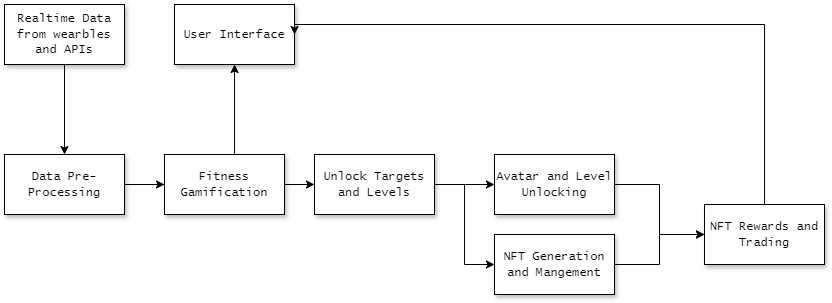 Realtime Data
from wearbles
and APIs
User Interface
Data Pre-
Processing
Fitness
Gamification
Unlock Targets
and Levels
Avatar and Level
Unlocking
NFT Generation
and Mangement
NFT Rewards and
Trading